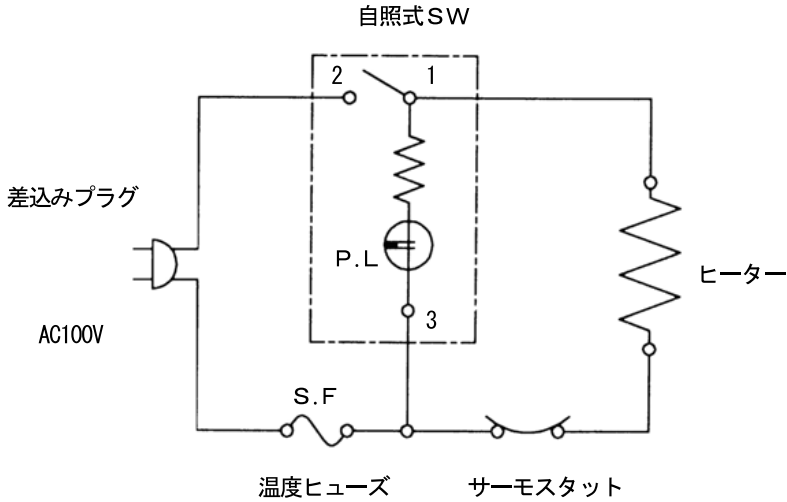 自照式SW
2
1
差込みプラグ
P.L
ヒーター
3
AC100V
S.F
温度ヒューズ
サーモスタット